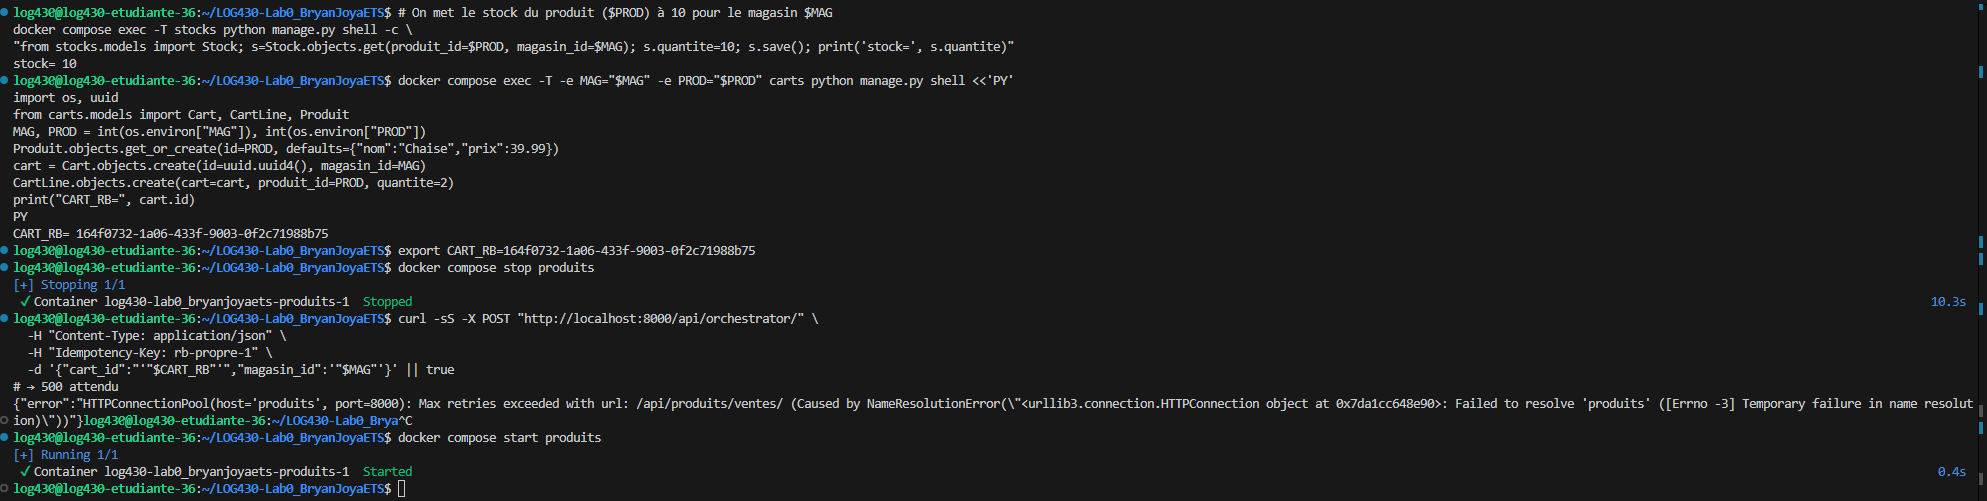 log430@log430-etudiante-36:~/LOG430-Lab0_BryanJoyaETS$ # On met le stock du produit ($PROD) à 10 pour le magasin $MAG
docker compose exec -T stocks python manage.py shell -c \
"from stocks.models import Stock; s=Stock.objects.get(produit_id=$PROD, magasin_id=$MAG); s.quantite=10; s.save(); print('stock=', s.quantite)"
stock= 10
log430@log430-etudiante-36:~/LOG430-Lab0_BryanJoyaETS$ docker compose exec -T -e MAG="$MAG" -e PROD="$PROD" carts python manage.py shell <<'PY'
import os, uuid
from carts.models import Cart, CartLine, Produit
MAG, PROD = int(os.environ["MAG"]), int(os.environ["PROD"])
Produit.objects.get_or_create(id=PROD, defaults={"nom":"Chaise","prix":39.99})
cart = Cart.objects.create(id=uuid.uuid4(), magasin_id=MAG)
CartLine.objects.create(cart=cart, produit_id=PROD, quantite=2)
print("CART_RB=", cart.id)
PY
CART_RB= 164f0732-1a06-433f-9003-0f2c71988b75
log430@log430-etudiante-36:~/LOG430-Lab0_BryanJoyaETS$ export CART_RB=164f0732-1a06-433f-9003-0f2c71988b75
log430@log430-etudiante-36:~/LOG430-Lab0_BryanJoyaETS$ docker compose stop produits
[+] Stopping 1/1
✓ Container log430-lab0_bryanjoyaets-produits-1  Stopped 10.3s
log430@log430-etudiante-36:~/LOG430-Lab0_BryanJoyaETS$ curl -sS -X POST "http://localhost:8000/api/orchestrator/" \
  -H "Content-Type: application/json" \
  -H "Idempotency-Key: rb-propre-1" \
  -d '{"cart_id":"'"$CART_RB"'","magasin_id":'"$MAG"'}' || true
# → 500 attendu
{"error":"HTTPConnectionPool(host='produits', port=8000): Max retries exceeded with url: /api/produits/ventes/ (Caused by NameResolutionError(\"<urllib3.connection.HTTPConnection object at 0x7da1cc648e90>: Failed to resolve 'produits' ([Errno -3] Temporary failure in name resolut
ion)\"))"}log430@log430-etudiante-36:~/LOG430-Lab0_Brya^C
log430@log430-etudiante-36:~/LOG430-Lab0_BryanJoyaETS$ docker compose start produits
[+] Running 1/1
✓ Container log430-lab0_bryanjoyaets-produits-1  Started 0.4s
log430@log430-etudiante-36:~/LOG430-Lab0_BryanJoyaETS$